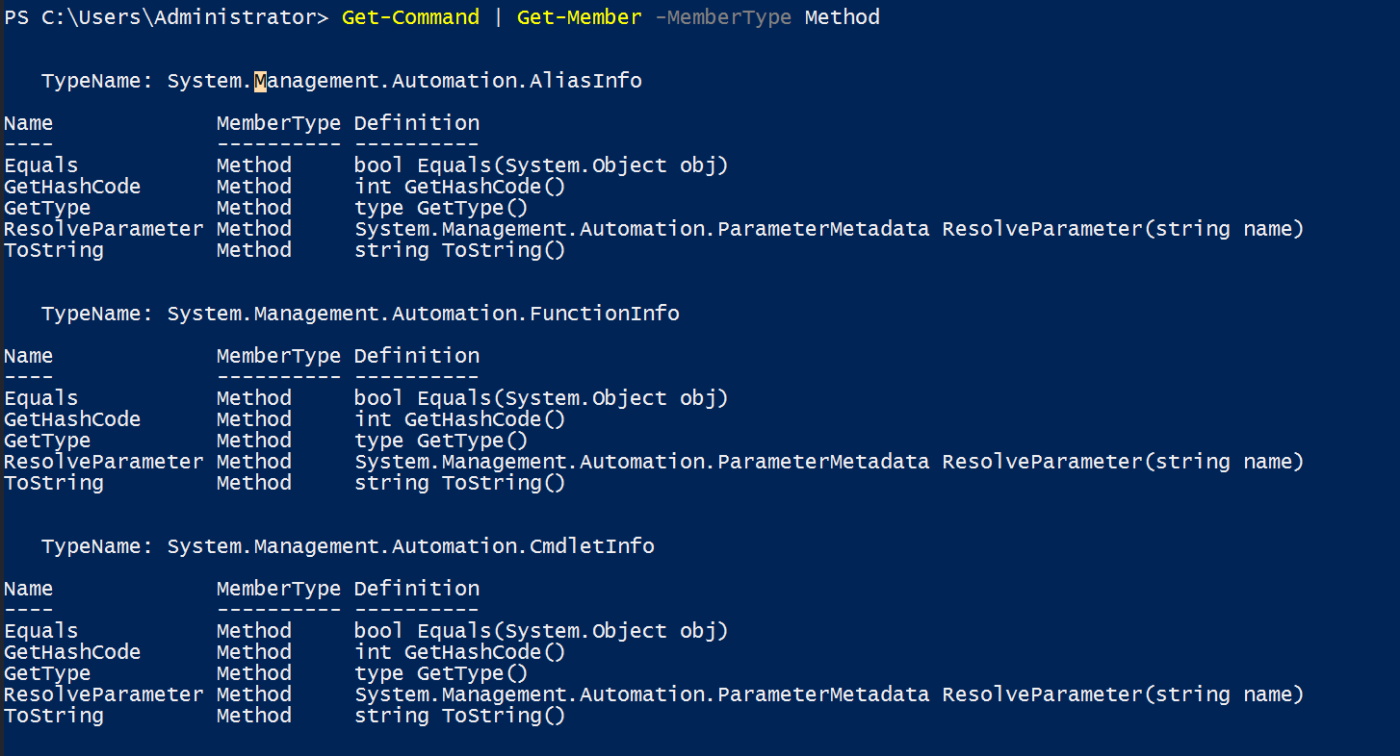 PS C:\Users\Administrator> Get-Command | Get-Member -MemberType Method
TypeName: System.Management.Automation.AliasInfo
Name                 MemberType Definition
----                 ---------- ----------
Equals               Method     bool Equals(System.Object obj)
GetHashCode          Method     int GetHashCode()
GetType              Method     type GetType()
ResolveParameter Method     System.Management.Automation.ParameterMetadata ResolveParameter(string name)
ToString             Method     string ToString()
TypeName: System.Management.Automation.FunctionInfo
Name                 MemberType Definition
----                 ---------- ----------
Equals               Method     bool Equals(System.Object obj)
GetHashCode          Method     int GetHashCode()
GetType              Method     type GetType()
ResolveParameter Method     System.Management.Automation.ParameterMetadata ResolveParameter(string name)
ToString             Method     string ToString()
TypeName: System.Management.Automation.CmdletInfo
Name                 MemberType Definition
----                 ---------- ----------
Equals               Method     bool Equals(System.Object obj)
GetHashCode          Method     int GetHashCode()
GetType              Method     type GetType()
ResolveParameter Method     System.Management.Automation.ParameterMetadata ResolveParameter(string name)
ToString             Method     string ToString()